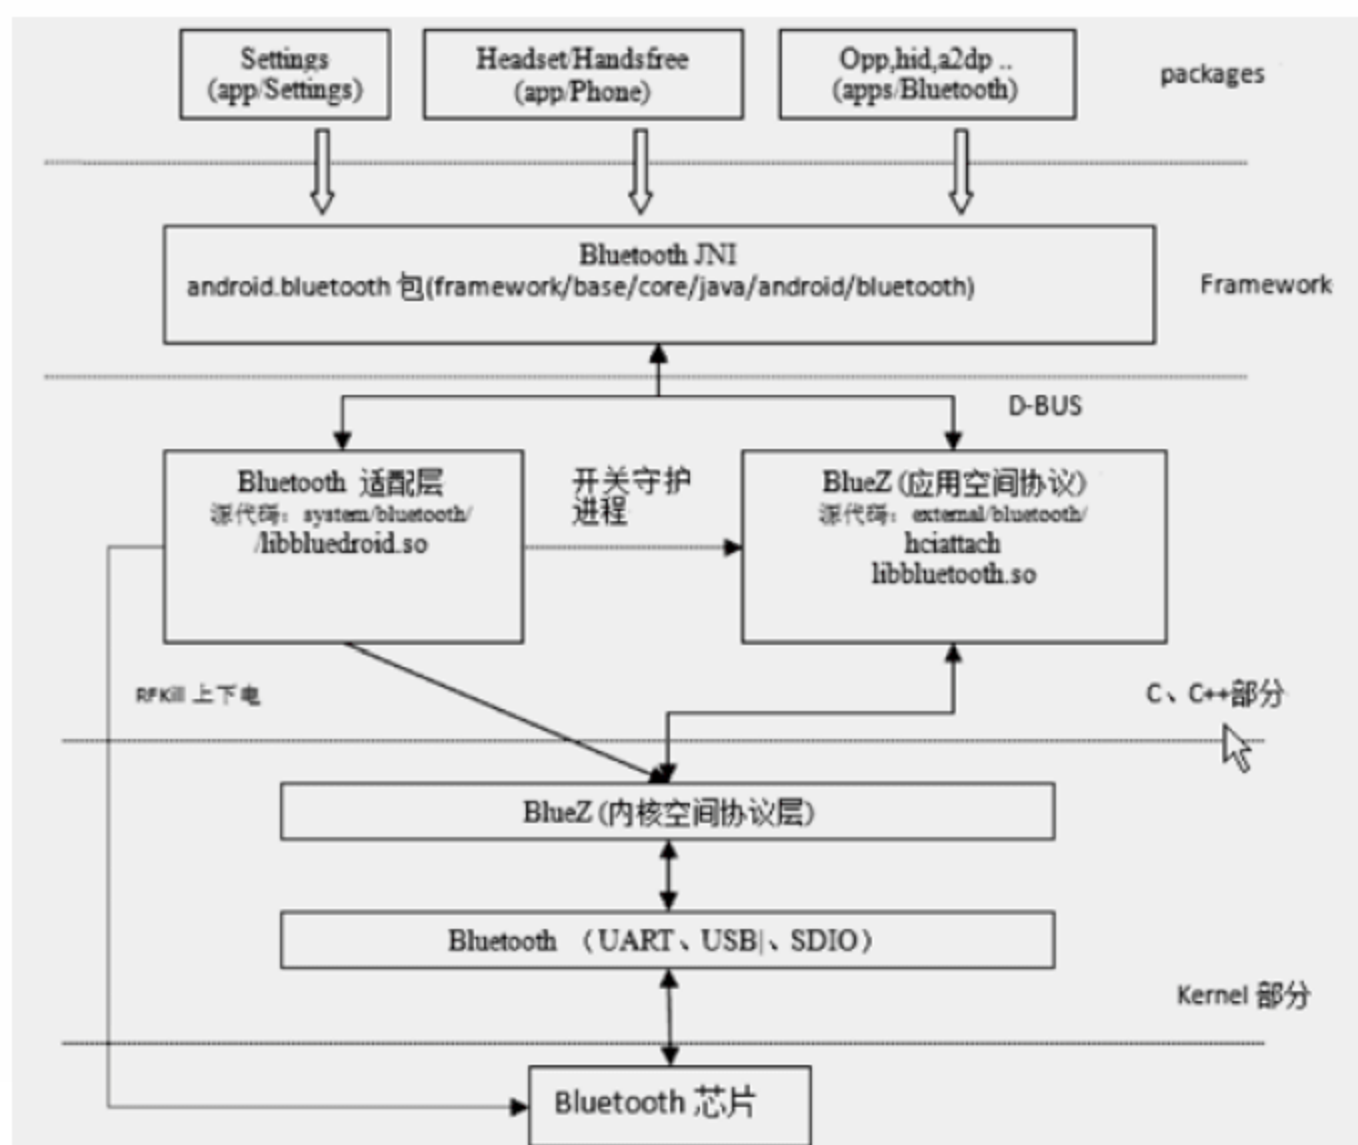 Settings
(app/Settings)
Headset/Handsfree
(app/Phone)
Opp,hid,a2dp ..
(apps/Bluetooth)
packages
Bluetooth JNI
android.bluetooth 包(framework/base/core/java/android/bluetooth)
Framework
D-BUS
Bluetooth 适配层
源代码：system/bluetooth/
/libbluedroid.so
开关守护
进程
BlueZ (应用空间协议)
源代码：external/bluetooth/
hciattach
libbluetooth.so
RFKill 上下电
C、C++部分
BlueZ (内核空间协议层)
Bluetooth （UART、USB|、SDIO）
Kernel 部分
Bluetooth 芯片